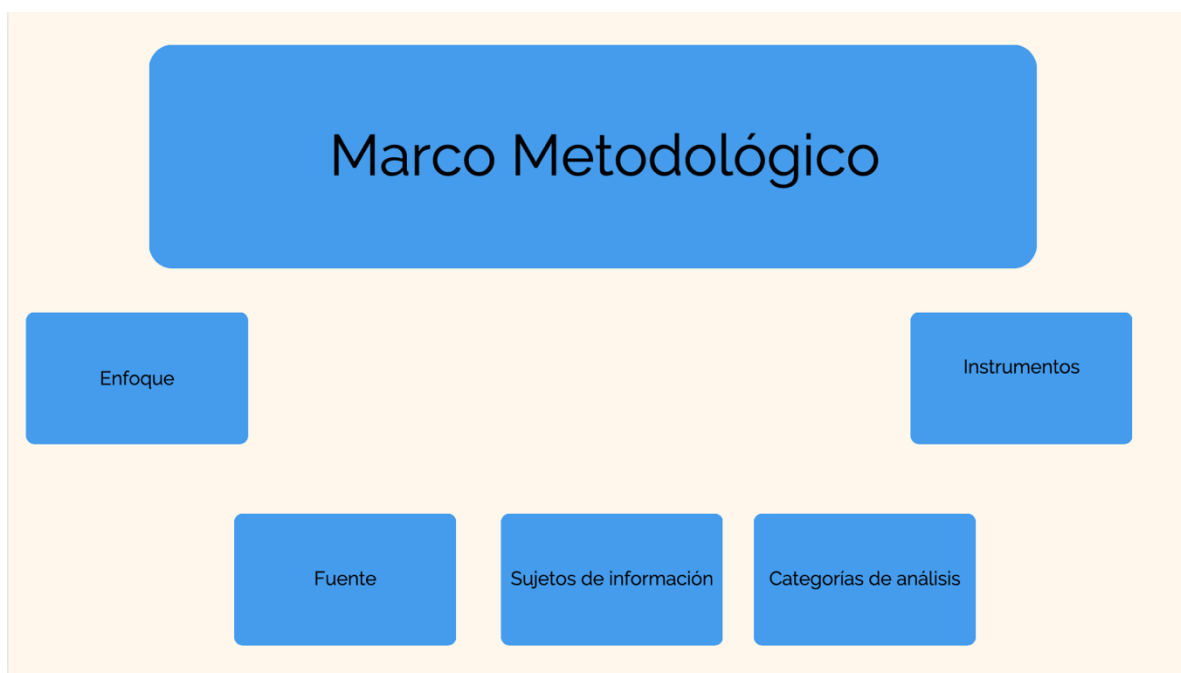 Marco Metodológico
Enfoque
Instrumentos
Fuente
Sujetos de información
Categorías de análisis